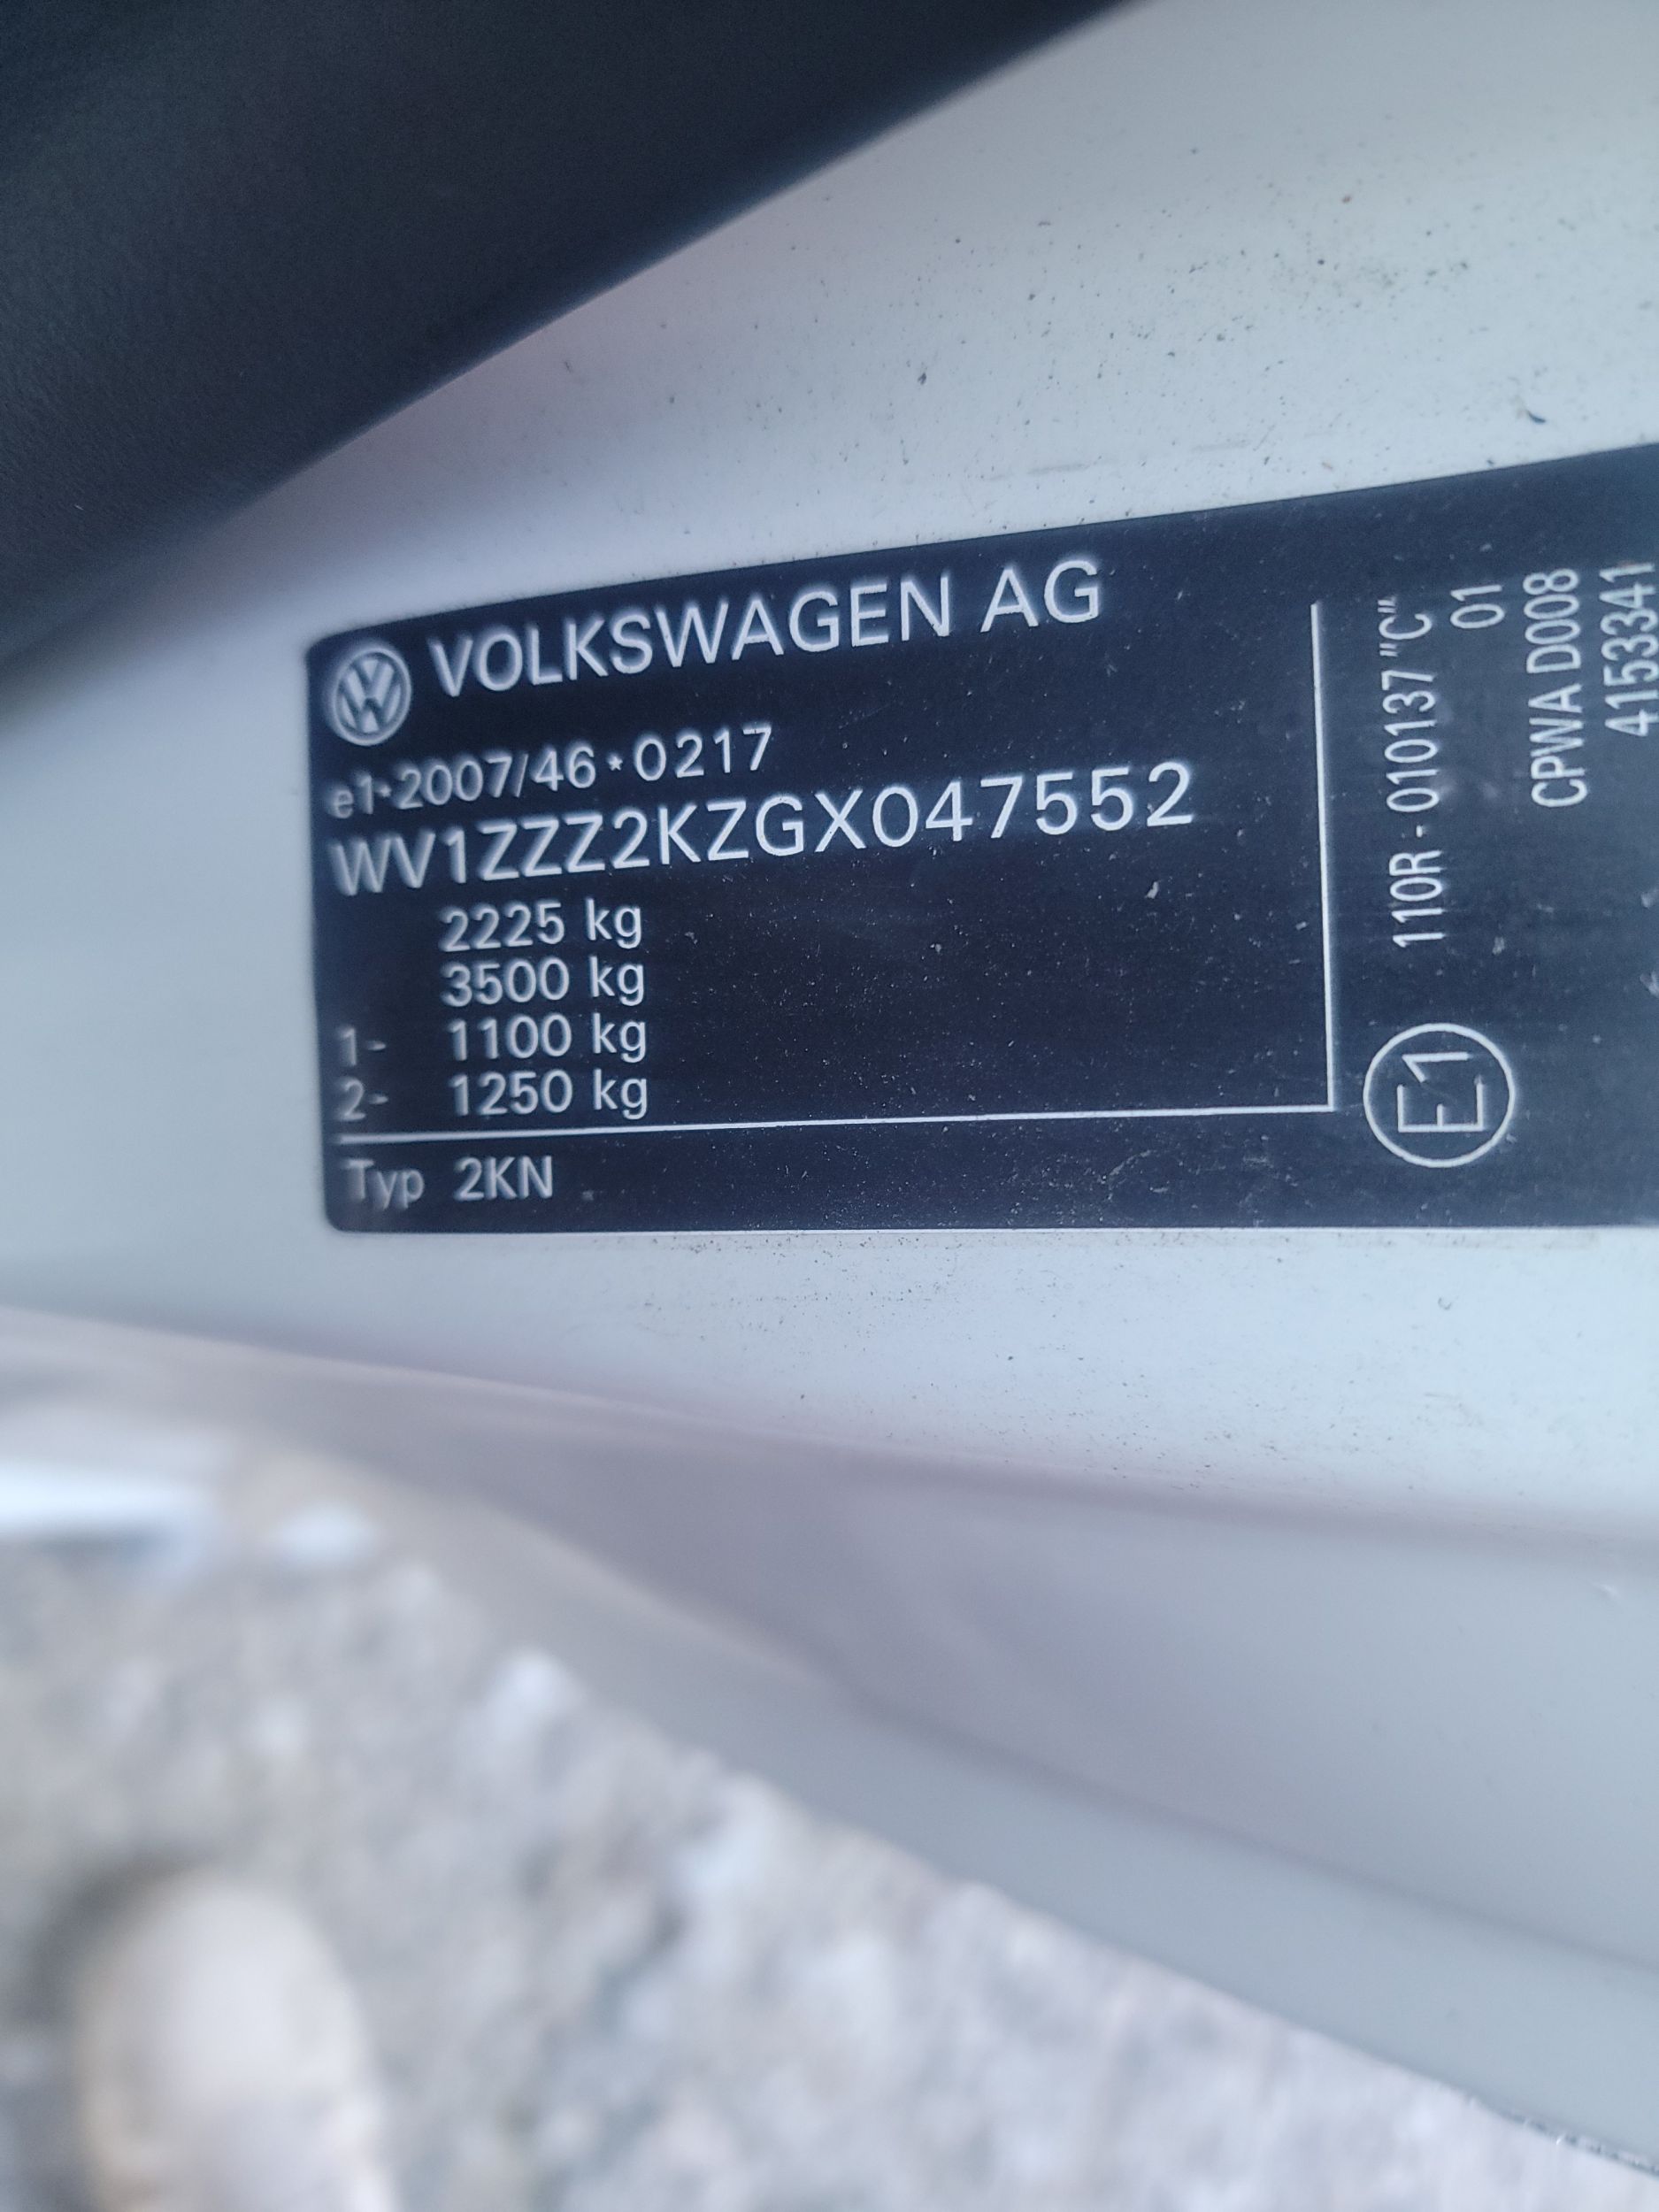 VOLKSWAGEN AG
e1*2007/46*0217
WV1ZZZ2KZGX047552
2225 kg
3500 kg
1- 1100 kg
2- 1250 kg
Typ 2KN
E1 110R - 010137 "C"
01
CPWA D008
4153341